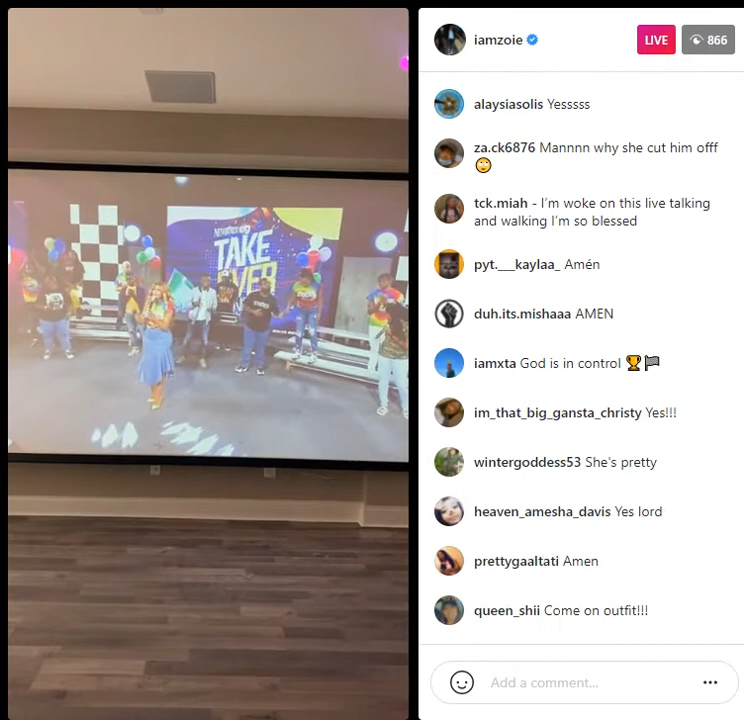 TAKE
iamzoie
LIVE
866
alaysiasolis Yesssss
za.ck6876 Mannnn why she cut him offf
🙄
tck.miah - I'm woke on this live talking
and walking I'm so blessed
pyt.___kaylaa_ Amén
duh.its.mishaaa AMEN
iamxta God is in control 🏆🏁
im_that_big_gansta_christy Yes!!!
wintergoddess53 She's pretty
heaven_amesha_davis Yes lord
prettygaaltati Amen
queen_shii Come on outfit!!!
Add a comment...